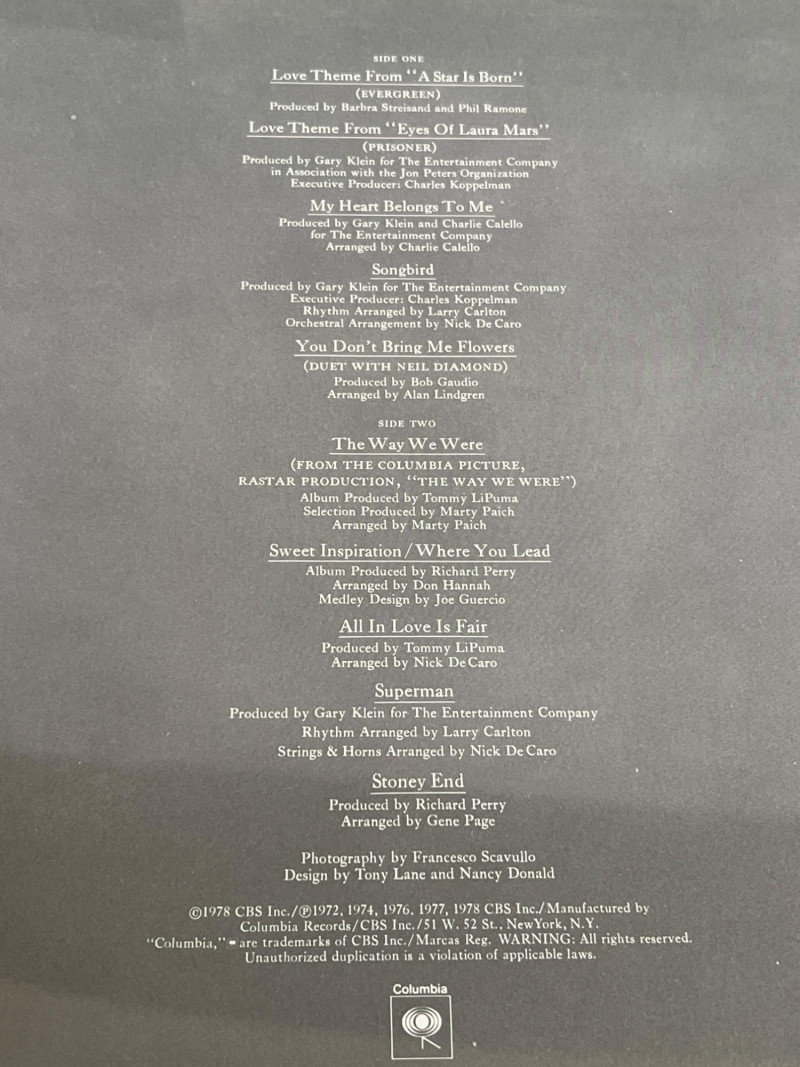 SIDE ONE
Love Theme From "A Star Is Born"
(EVERGREEN)
Produced by Barbra Streisand and Phil Ramone
Love Theme From "Eyes Of Laura Mars"
(PRISONER)
Produced by Gary Klein for The Entertainment Company
in Association with the Jon Peters Organization
Executive Producer: Charles Koppelman
My Heart Belongs To Me
Produced by Gary Klein and Charlie Calello
for The Entertainment Company
Arranged by Charlie Calello
Songbird
Produced by Gary Klein for The Entertainment Company
Executive Producer: Charles Koppelman
Rhythm Arranged by Larry Carlton
Orchestral Arrangement by Nick De Caro
You Don't Bring Me Flowers
(DUET WITH NEIL DIAMOND)
Produced by Bob Gaudio
Arranged by Alan Lindgren
SIDE TWO
The Way We Were
(FROM THE COLUMBIA PICTURE,
RASTAR PRODUCTION, "THE WAY WE WERE")
Album Produced by Tommy LiPuma
Selection Produced by Marty Paich
Arranged by Marty Paich
Sweet Inspiration/Where You Lead
Album Produced by Richard Perry
Arranged by Don Hannah
Medley Design by Joe Guercio
All In Love Is Fair
Produced by Tommy LiPuma
Arranged by Nick De Caro
Superman
Produced by Gary Klein for The Entertainment Company
Rhythm Arranged by Larry Carlton
Strings & Horns Arranged by Nick De Caro
Stoney End
Produced by Richard Perry
Arranged by Gene Page
Photography by Francesco Scavullo
Design by Tony Lane and Nancy Donald
©1978 CBS Inc./℗1972, 1974, 1976, 1977, 1978 CBS Inc./Manufactured by
Columbia Records/CBS Inc./51 W. 52 St., New York, N.Y.
"Columbia," are trademarks of CBS Inc./Marcas Reg. WARNING: All rights reserved.
Unauthorized duplication is a violation of applicable laws.
Columbia